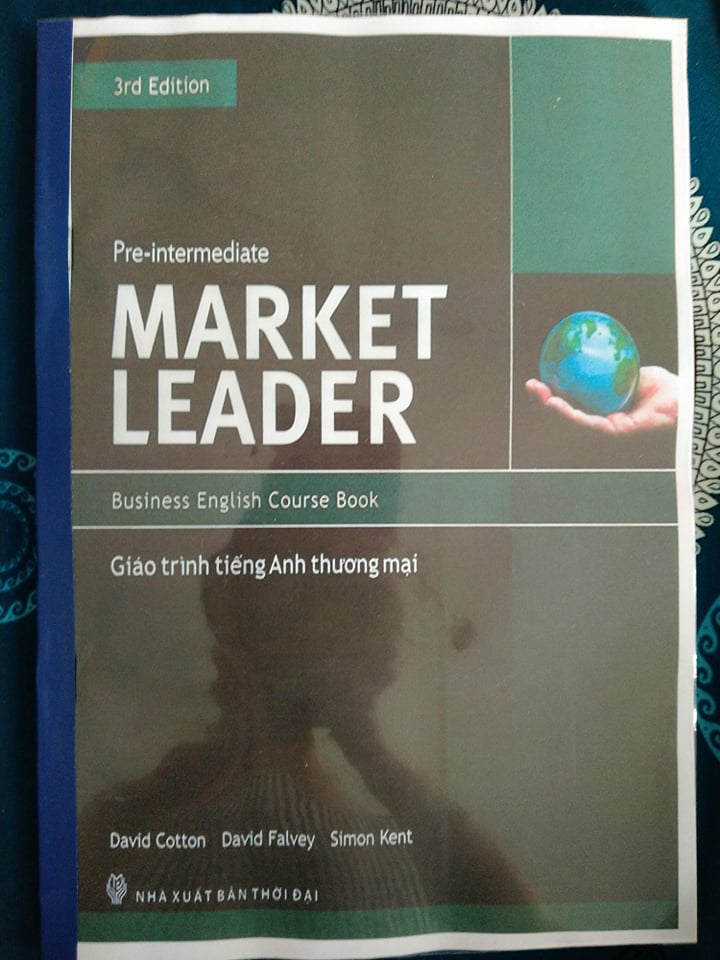 3rd Edition
Pre-intermediate
MARKET
LEADER
Business English Course Book
Giáo trình tiếng Anh thương mại
David Cotton David Falvey Simon Kent
NHÀ XUẤT BẢN THỜI ĐẠI